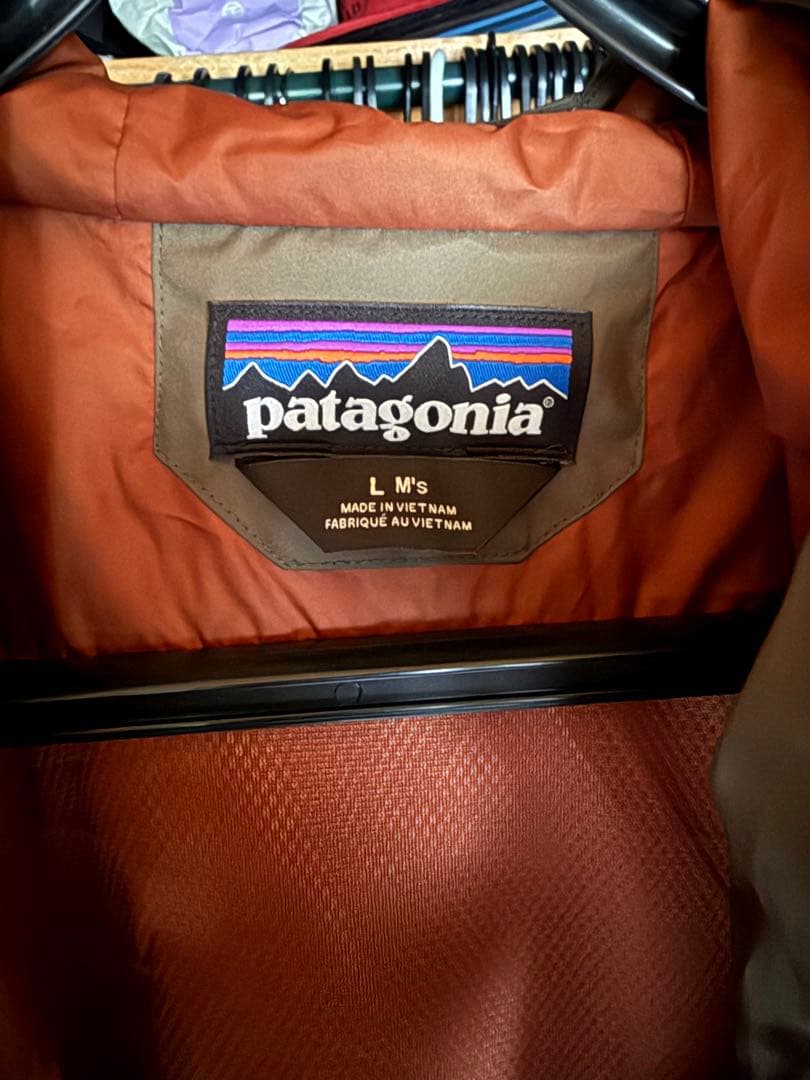 patagonia®
L M's
MADE IN VIETNAM
FABRIQUÉ AU VIETNAM